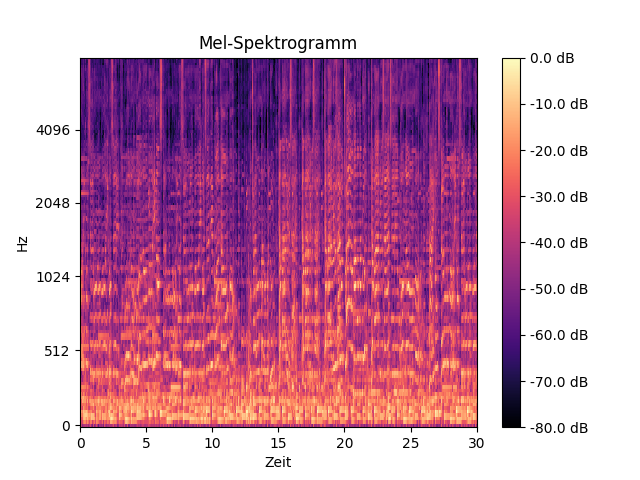 Mel-Spektrogramm
Hz
4096
2048
1024
512
0
0 5 10 15 20 25 30
Zeit
0.0 dB
-10.0 dB
-20.0 dB
-30.0 dB
-40.0 dB
-50.0 dB
-60.0 dB
-70.0 dB
-80.0 dB